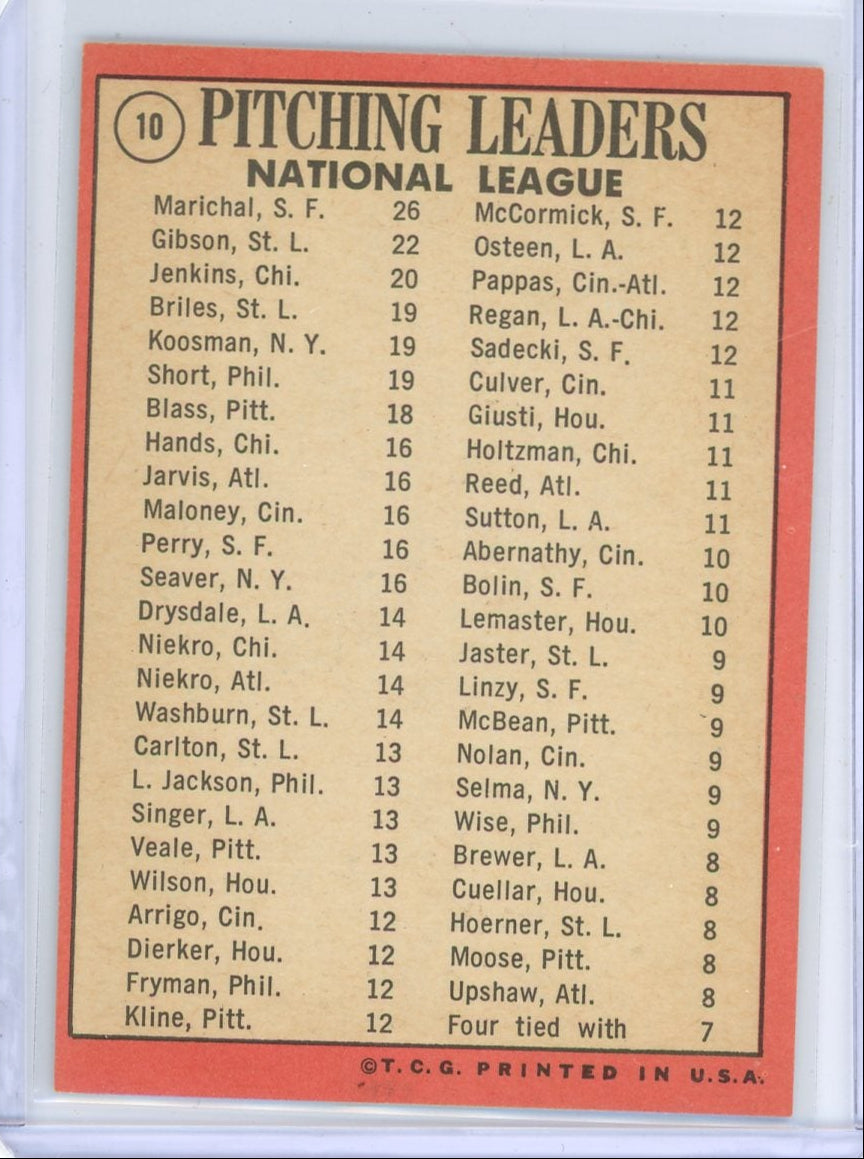 10
PITCHING LEADERS
NATIONAL LEAGUE
Marichal, S. F. 26
Gibson, St. L. 22
Jenkins, Chi. 20
Briles, St. L. 19
Koosman, N. Y. 19
Short, Phil. 19
Blass, Pitt. 18
Hands, Chi. 16
Jarvis, Atl. 16
Maloney, Cin. 16
Perry, S. F. 16
Seaver, N. Y. 16
Drysdale, L. A. 14
Niekro, Chi. 14
Niekro, Atl. 14
Washburn, St. L. 14
Carlton, St. L. 13
L. Jackson, Phil. 13
Singer, L. A. 13
Veale, Pitt. 13
Wilson, Hou. 13
Arrigo, Cin. 12
Dierker, Hou. 12
Fryman, Phil. 12
Kline, Pitt. 12
McCormick, S. F. 12
Osteen, L. A. 12
Pappas, Cin.-Atl. 12
Regan, L. A.-Chi. 12
Sadecki, S. F. 12
Culver, Cin. 11
Giusti, Hou. 11
Holtzman, Chi. 11
Reed, Atl. 11
Sutton, L. A. 11
Abernathy, Cin. 10
Bolin, S. F. 10
Lemaster, Hou. 10
Jaster, St. L. 9
Linzy, S. F. 9
McBean, Pitt. 9
Nolan, Cin. 9
Selma, N. Y. 9
Wise, Phil. 9
Brewer, L. A. 8
Cuellar, Hou. 8
Hoerner, St. L. 8
Moose, Pitt. 8
Upshaw, Atl. 8
Four tied with 7
©T. C. G. PRINTED IN U.S.A.